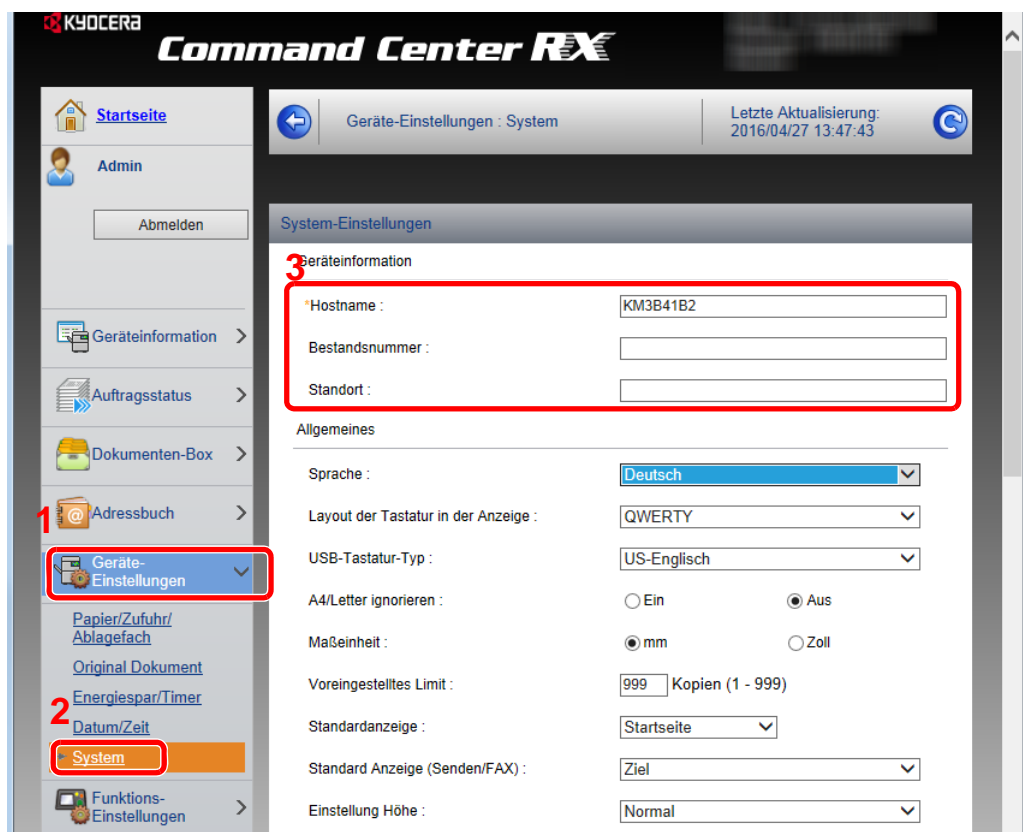 KYOCERA
Command Center RX
Startseite
Admin
Abmelden
Geräteinformation
Auftragsstatus
Dokumenten-Box
1
Adressbuch
Geräte-
Einstellungen
Papier/Zufuhr/
Ablagefach
Original Dokument
Energiespar/Timer
2
Datum/Zeit
System
Funktions-
Einstellungen
Geräte-Einstellungen : System
Letzte Aktualisierung:
2016/04/27 13:47:43
System-Einstellungen
3
Geräteinformation
*Hostname : KM3B41B2
Bestandsnummer :
Standort :
Allgemeines
Sprache : Deutsch
Layout der Tastatur in der Anzeige : QWERTY
USB-Tastatur-Typ : US-Englisch
A4/Letter ignorieren : Ein Aus
Maßeinheit : mm Zoll
Voreingestelltes Limit : 999 Kopien (1 - 999)
Standardanzeige : Startseite
Standard Anzeige (Senden/FAX) : Ziel
Einstellung Höhe : Normal